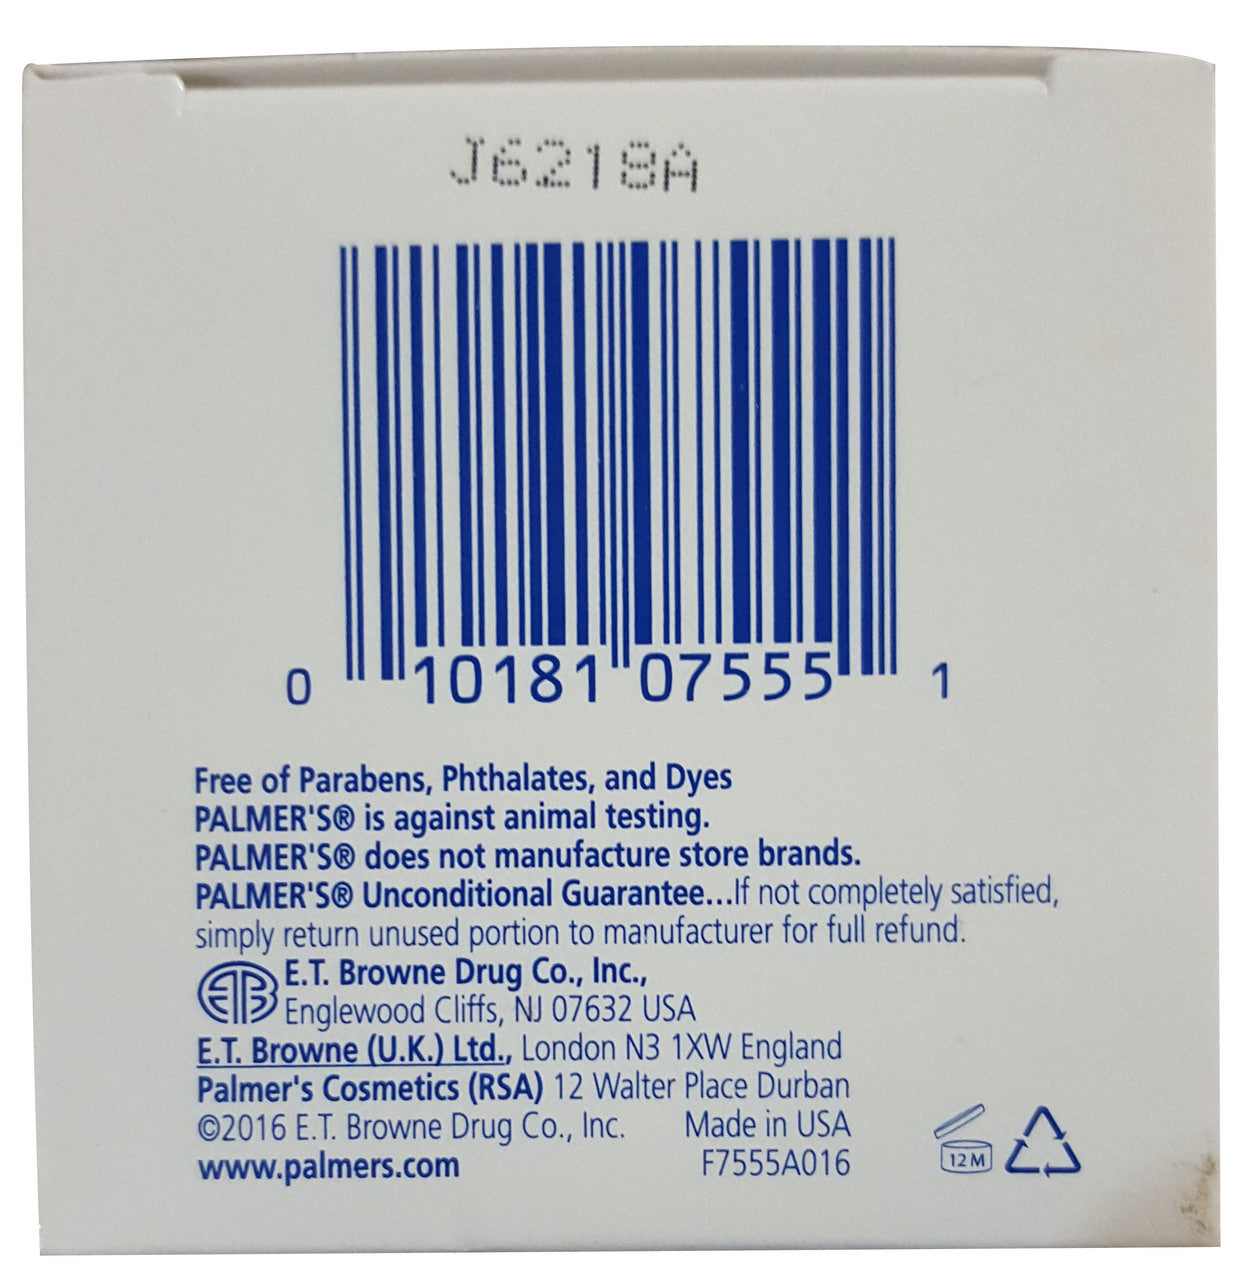 J6218A
0 10181 07555 1
Free of Parabens, Phthalates, and Dyes
PALMER'S® is against animal testing.
PALMER'S® does not manufacture store brands.
PALMER'S® Unconditional Guarantee...If not completely satisfied,
simply return unused portion to manufacturer for full refund.
ETB E.T. Browne Drug Co., Inc.,
Englewood Cliffs, NJ 07632 USA
E.T. Browne (U.K.) Ltd., London N3 1XW England
Palmer's Cosmetics (RSA) 12 Walter Place Durban
©2016 E.T. Browne Drug Co., Inc. Made in USA
www.palmers.com F7555A016
12M